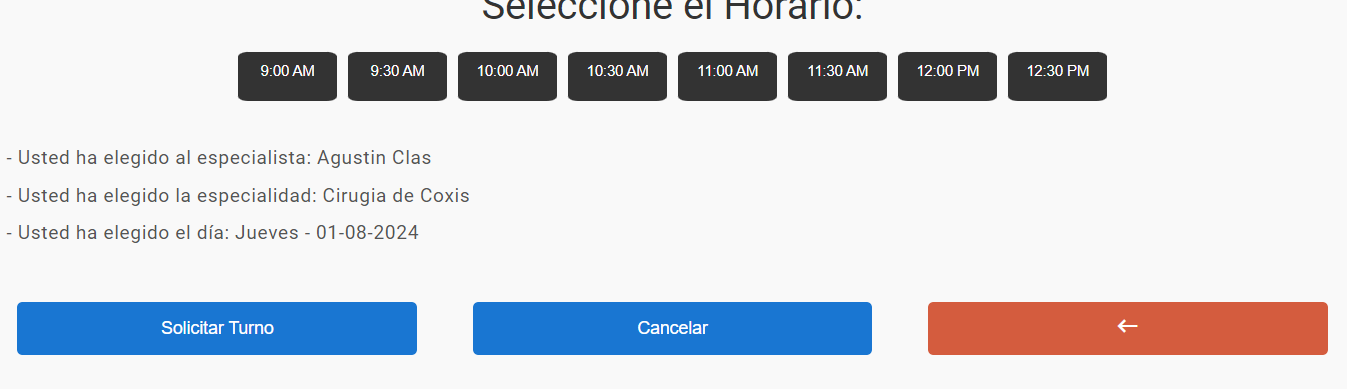 Seleccione el Horario:
9:00 AM 9:30 AM 10:00 AM 10:30 AM 11:00 AM 11:30 AM 12:00 PM 12:30 PM
- Usted ha elegido al especialista: Agustin Clas
- Usted ha elegido la especialidad: Cirugia de Coxis
- Usted ha elegido el día: Jueves - 01-08-2024
Solicitar Turno Cancelar ←